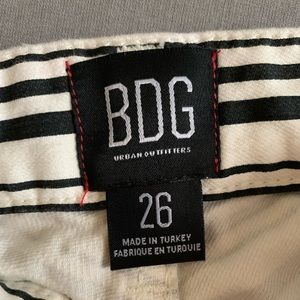 BDG
URBAN OUTFITTERS
26
MADE IN TURKEY
FABRIQUE EN TURQUIE